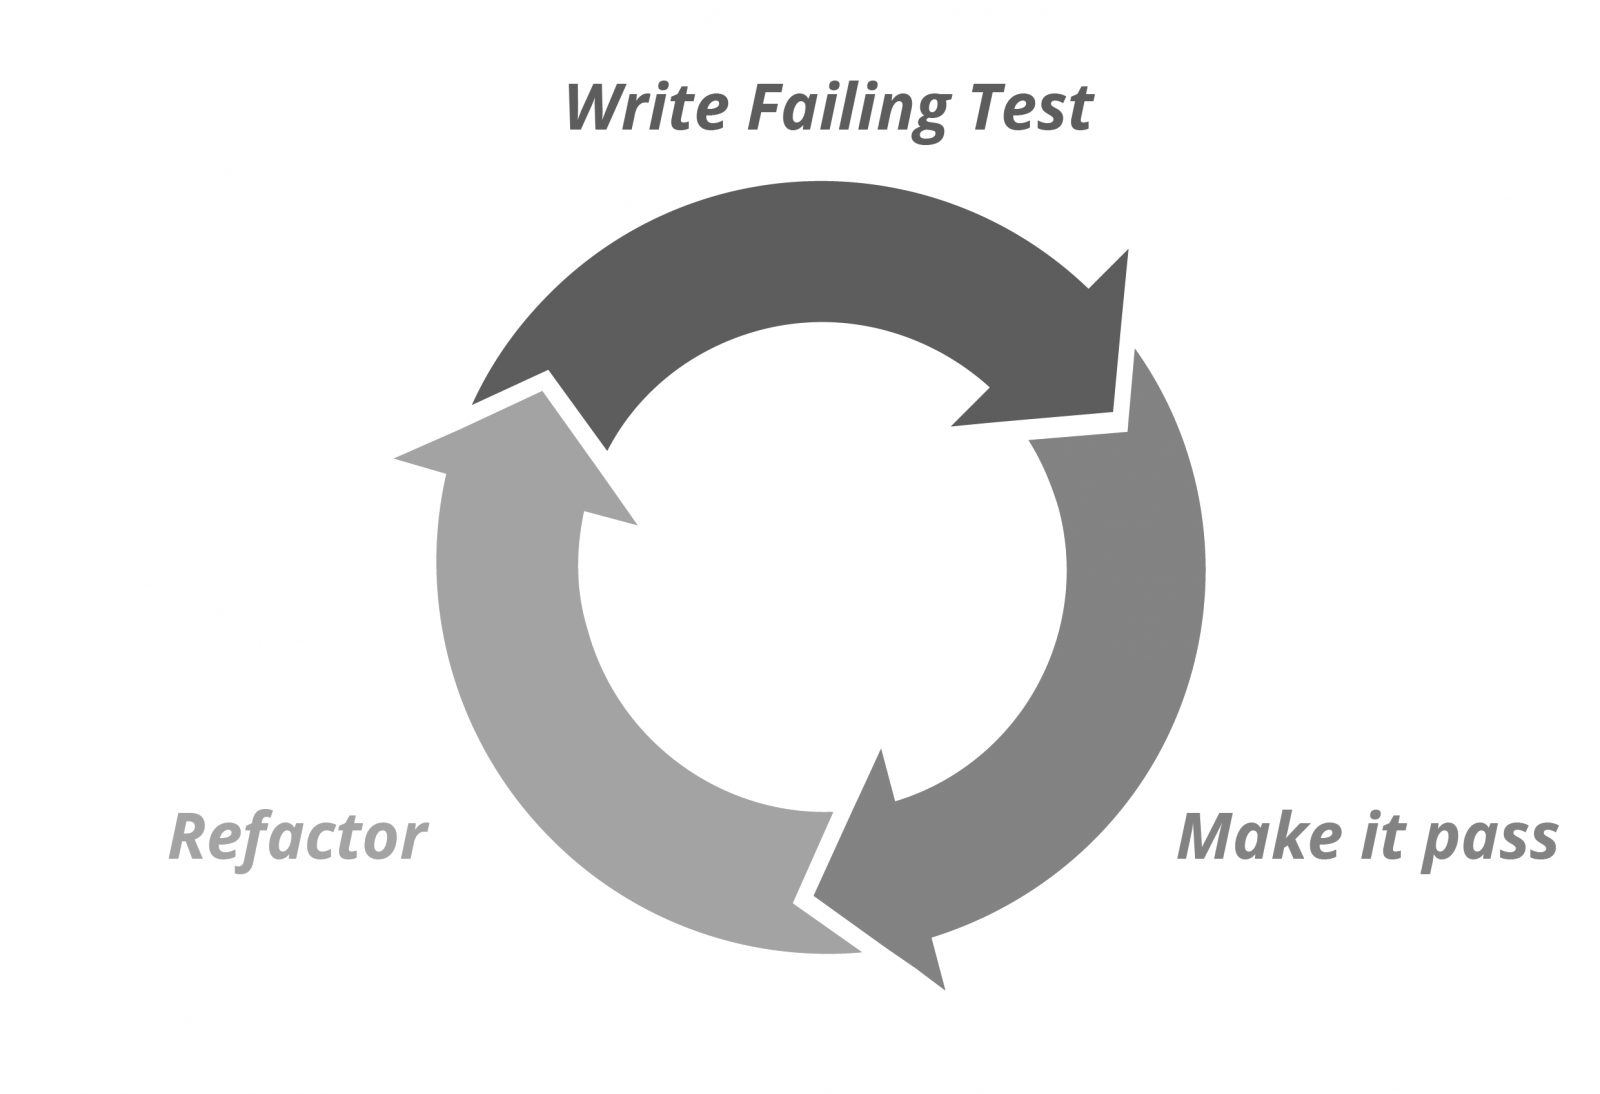 Write Failing Test
Make it pass
Refactor